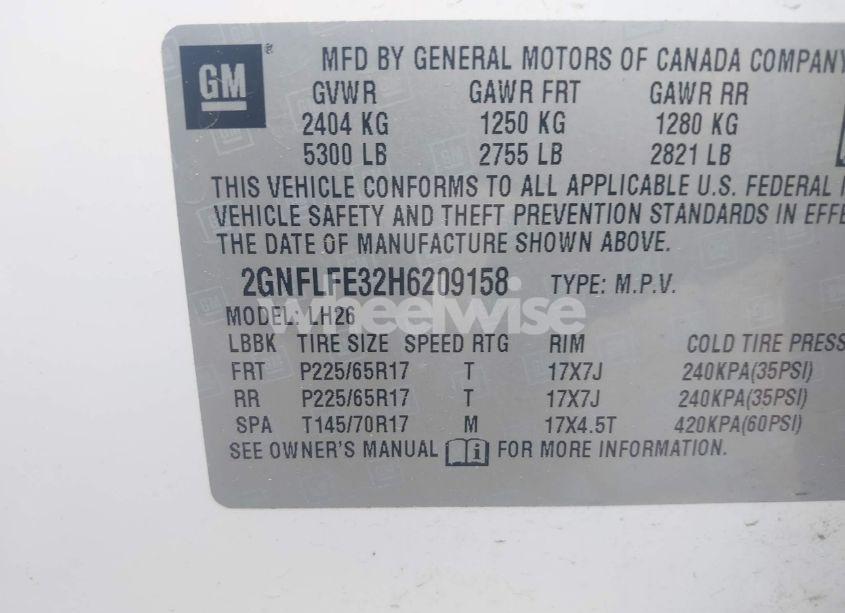 GM
MFD BY GENERAL MOTORS OF CANADA COMPANY
GVWR GAWR FRT GAWR RR
2404 KG 1250 KG 1280 KG
5300 LB 2755 LB 2821 LB
THIS VEHICLE CONFORMS TO ALL APPLICABLE U.S. FEDERAL
VEHICLE SAFETY AND THEFT PREVENTION STANDARDS IN EFFE
THE DATE OF MANUFACTURE SHOWN ABOVE.
2GNFLFE32H6209158 TYPE: M.P.V.
wheelwise
MODEL: LH26
LBBK TIRE SIZE SPEED RTG RIM COLD TIRE PRESS
FRT P225/65R17 T 17X7J 240KPA(35PSI)
RR P225/65R17 T 17X7J 240KPA(35PSI)
SPA T145/70R17 M 17X4.5T 420KPA(60PSI)
SEE OWNER'S MANUAL i FOR MORE INFORMATION.